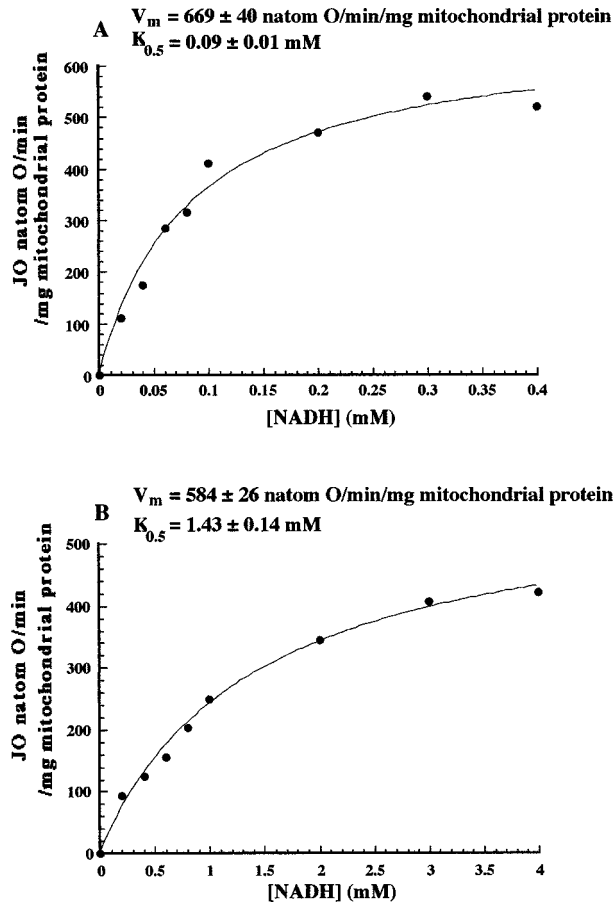 A
V_m = 669 ± 40 natom O/min/mg mitochondrial protein
K_0.5 = 0.09 ± 0.01 mM
JO natom O/min
/mg mitochondrial protein
600
500
400
300
200
100
0
0 0.05 0.1 0.15 0.2 0.25 0.3 0.35 0.4
[NADH] (mM)
B
V_m = 584 ± 26 natom O/min/mg mitochondrial protein
K_0.5 = 1.43 ± 0.14 mM
JO natom O/min
/mg mitochondrial protein
500
400
300
200
100
0
0 0.5 1 1.5 2 2.5 3 3.5 4
[NADH] (mM)